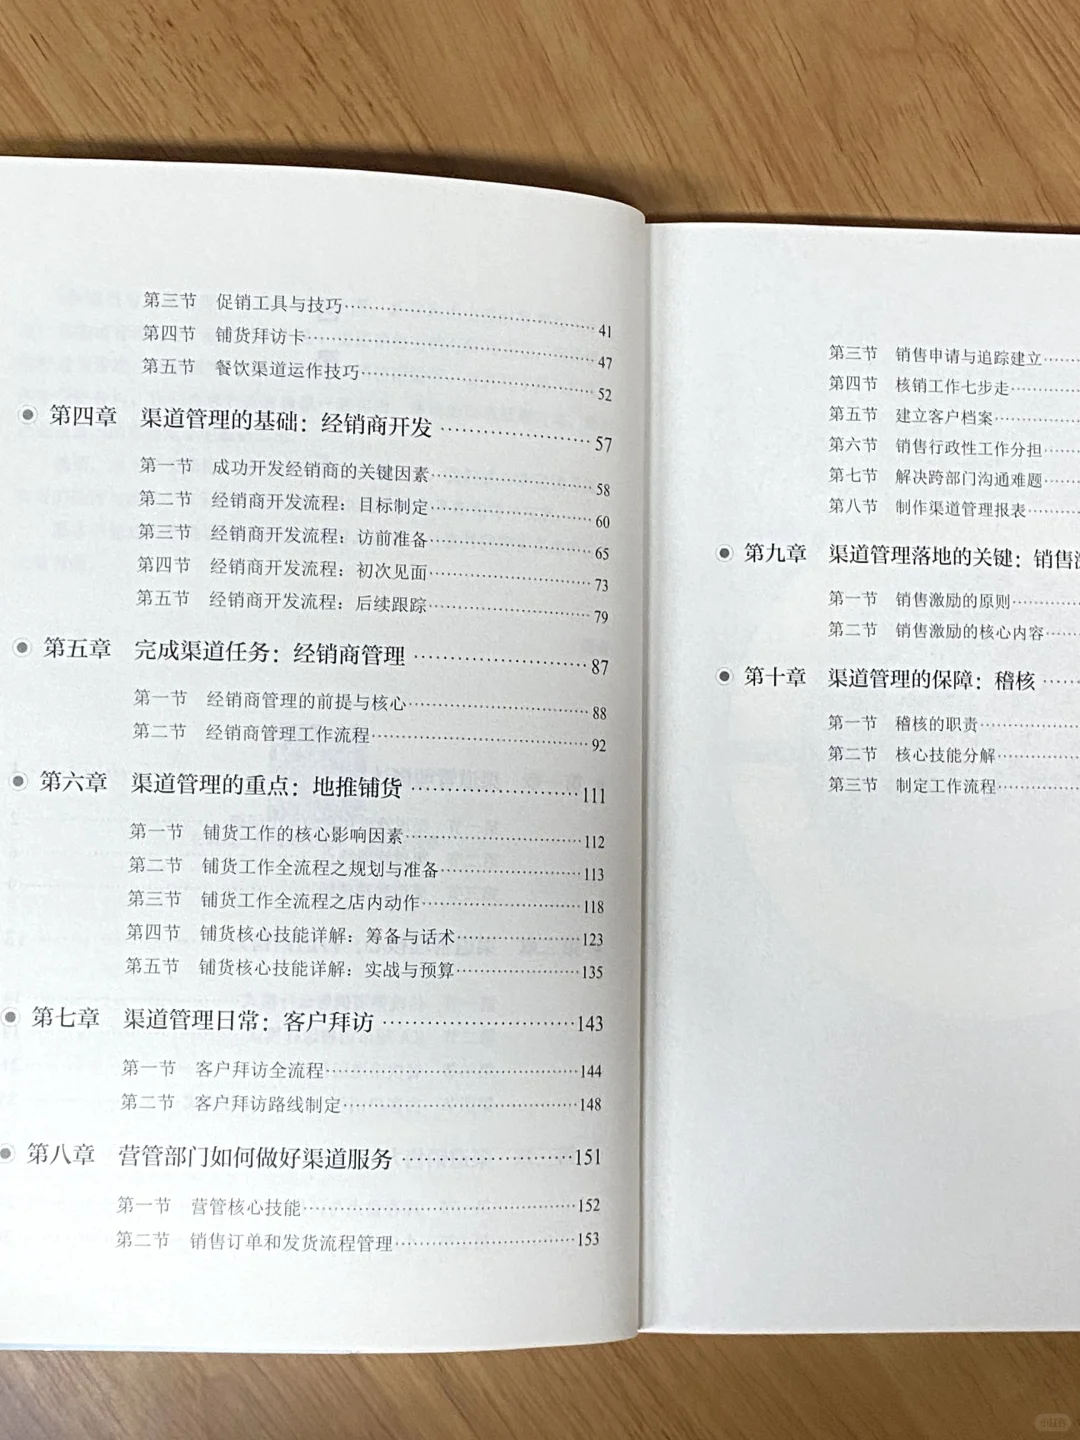 第三节 促销工具与技巧……41
第四节 铺货拜访卡……47
第五节 餐饮渠道运作技巧……52
第四章 渠道管理的基础：经销商开发……57
第一节 成功开发经销商的关键因素……58
第二节 经销商开发流程：目标制定……60
第三节 经销商开发流程：访前准备……65
第四节 经销商开发流程：初次见面……73
第五节 经销商开发流程：后续跟踪……79
第五章 完成渠道任务：经销商管理……87
第一节 经销商管理的前提与核心……88
第二节 经销商管理工作流程……92
第六章 渠道管理的重点：地推铺货……111
第一节 铺货工作的核心影响因素……112
第二节 铺货工作全流程之规划与准备……113
第三节 铺货工作全流程之店内动作……118
第四节 铺货核心技能详解：筹备与话术……123
第五节 铺货核心技能详解：实战与预算……135
第七章 渠道管理日常：客户拜访……143
第一节 客户拜访全流程……144
第二节 客户拜访路线制定……148
第八章 营管部门如何做好渠道服务……151
第一节 营管核心技能……152
第二节 销售订单和发货流程管理……153
第三节 销售申请与追踪建立……
第四节 核销工作七步走……
第五节 建立客户档案……
第六节 销售行政性工作分担……
第七节 解决跨部门沟通难题……
第八节 制作渠道管理报表……
第九章 渠道管理落地的关键：销售
第一节 销售激励的原则……
第二节 销售激励的核心内容……
第十章 渠道管理的保障：稽核……
第一节 稽核的职责……
第二节 核心技能分解……
第三节 制定工作流程……